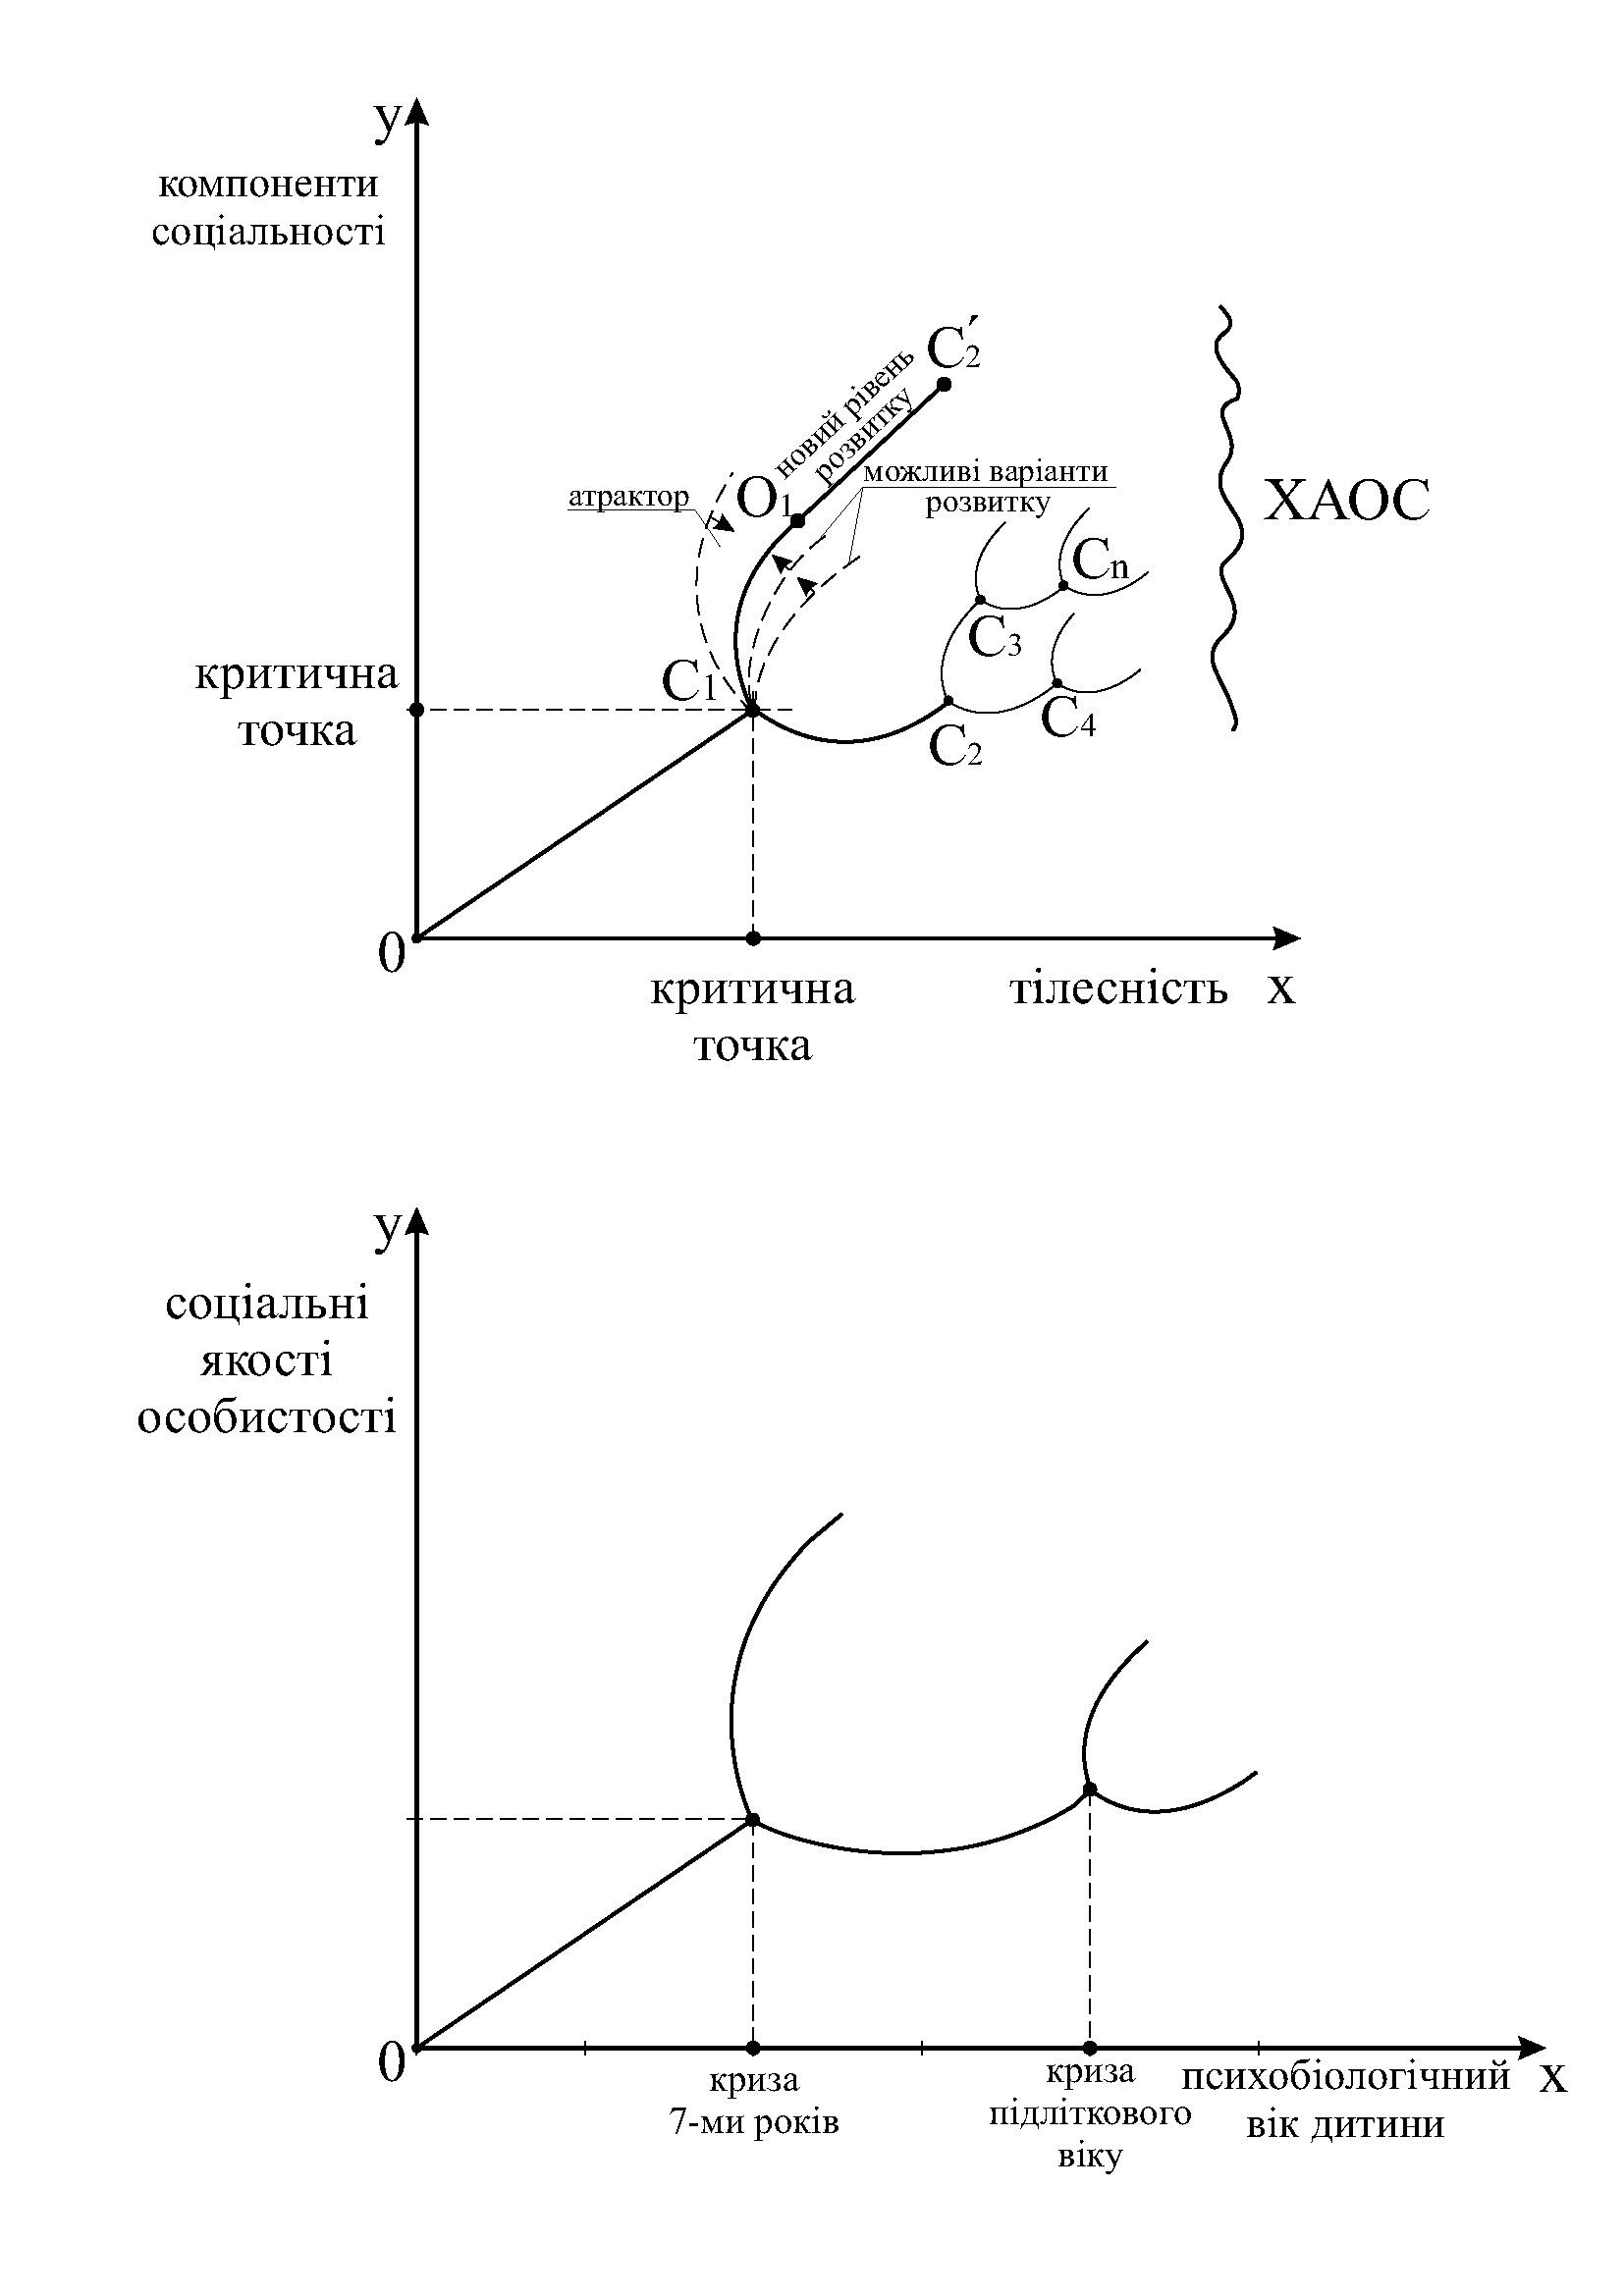 у
компоненти
соціальності
C′2
новий рівень
розвитку
можливі варіанти
розвитку
атрактор
O1
ХАОС
Cn
C3
C1
критична
точка
C4
C2
0
критична
точка
тілесність х
у
соціальні
якості
особистості
0
криза
7-ми років
криза
підліткового
віку
психобіологічний х
вік дитини